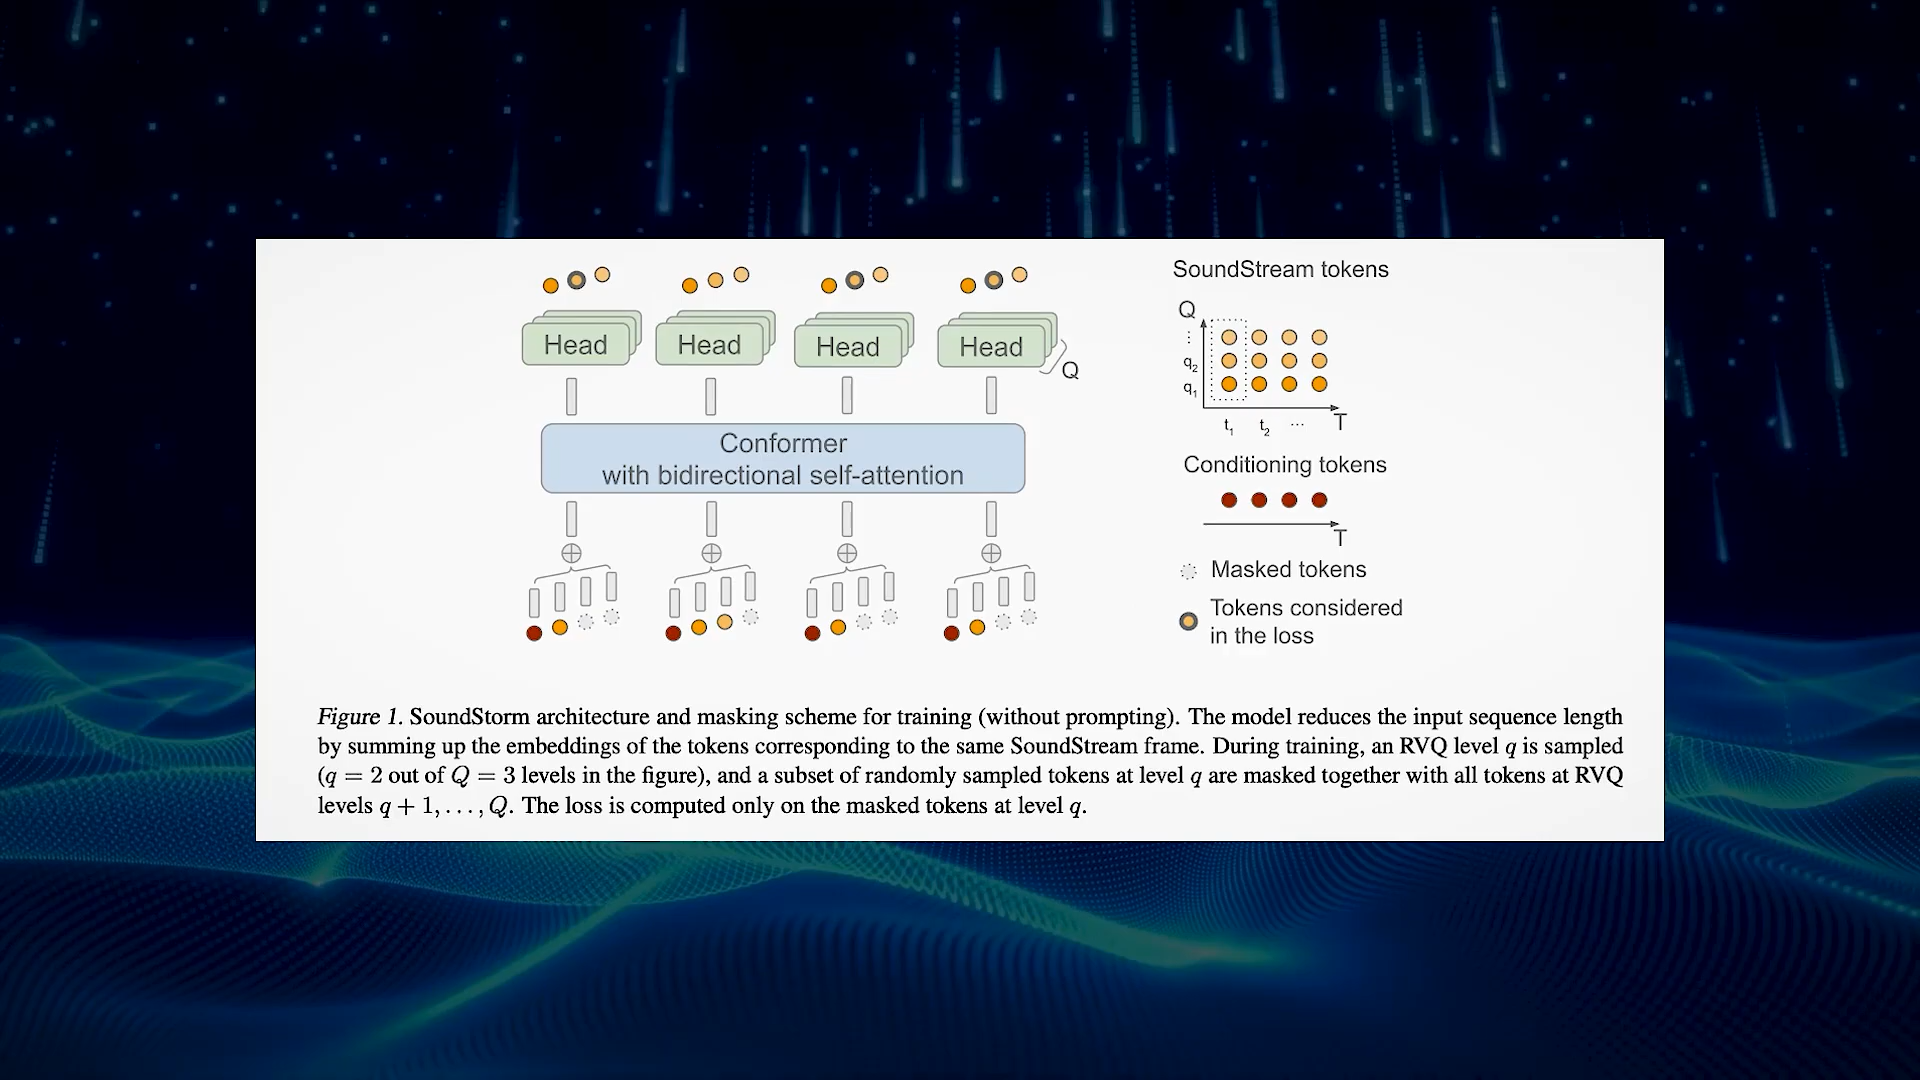 Head Head Head Head
Q
Conformer
with bidirectional self-attention
SoundStream tokens
Q
q2
q1
t1 t2 ... T
Conditioning tokens
T
Masked tokens
Tokens considered
in the loss
Figure 1. SoundStorm architecture and masking scheme for training (without prompting). The model reduces the input sequence length
by summing up the embeddings of the tokens corresponding to the same SoundStream frame. During training, an RVQ level q is sampled
(q = 2 out of Q = 3 levels in the figure), and a subset of randomly sampled tokens at level q are masked together with all tokens at RVQ
levels q + 1, . . . , Q. The loss is computed only on the masked tokens at level q.